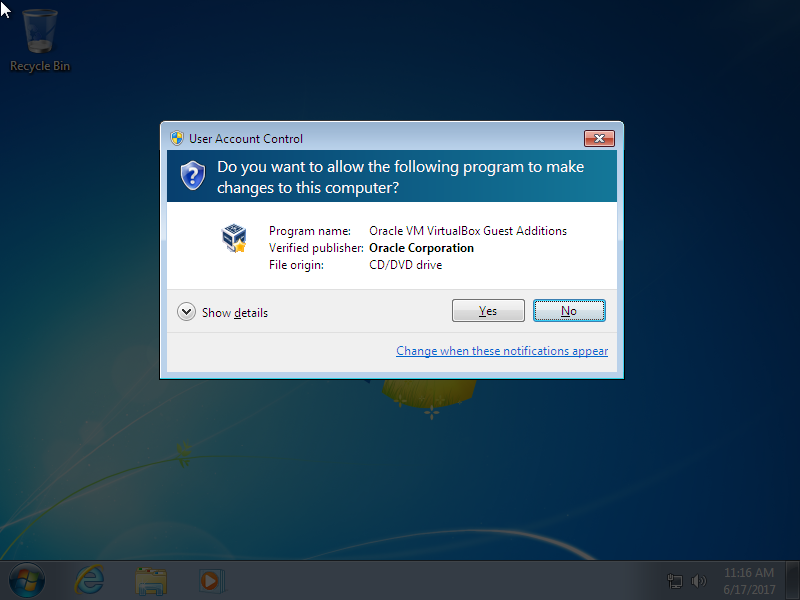 Recycle Bin
User Account Control
Do you want to allow the following program to make
changes to this computer?
Program name: Oracle VM VirtualBox Guest Additions
Verified publisher: Oracle Corporation
File origin: CD/DVD drive
Show details
Yes
No
Change when these notifications appear
11:16 AM
6/17/2017